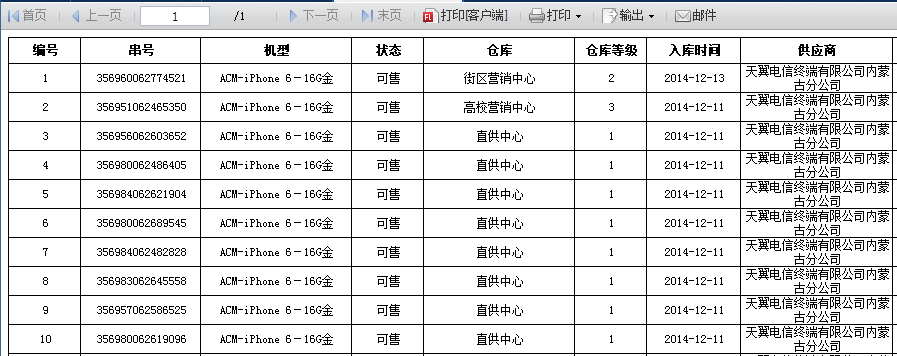 首页 上一页 1 /1 下一页 末页 打印[客户端] 打印 输出 邮件
编号 串号 机型 状态 仓库 仓库等级 入库时间 供应商
1 356960062774521 ACM-iPhone 6－16G金 可售 街区营销中心 2 2014-12-13 天翼电信终端有限公司内蒙
古分公司
2 356951062465350 ACM-iPhone 6－16G金 可售 高校营销中心 3 2014-12-11 天翼电信终端有限公司内蒙
古分公司
3 356956062603652 ACM-iPhone 6－16G金 可售 直供中心 1 2014-12-11 天翼电信终端有限公司内蒙
古分公司
4 356980062486405 ACM-iPhone 6－16G金 可售 直供中心 1 2014-12-11 天翼电信终端有限公司内蒙
古分公司
5 356984062621904 ACM-iPhone 6－16G金 可售 直供中心 1 2014-12-11 天翼电信终端有限公司内蒙
古分公司
6 356980062689545 ACM-iPhone 6－16G金 可售 直供中心 1 2014-12-11 天翼电信终端有限公司内蒙
古分公司
7 356984062482828 ACM-iPhone 6－16G金 可售 直供中心 1 2014-12-11 天翼电信终端有限公司内蒙
古分公司
8 356983062645558 ACM-iPhone 6－16G金 可售 直供中心 1 2014-12-11 天翼电信终端有限公司内蒙
古分公司
9 356957062586525 ACM-iPhone 6－16G金 可售 直供中心 1 2014-12-11 天翼电信终端有限公司内蒙
古分公司
10 356980062619096 ACM-iPhone 6－16G金 可售 直供中心 1 2014-12-11 天翼电信终端有限公司内蒙
古分公司